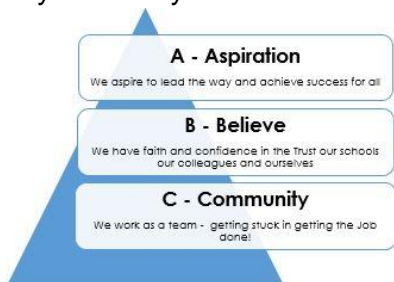 A - Aspiration
We aspire to lead the way and achieve success for all
B - Believe
We have faith and confidence in the Trust our schools
our colleagues and ourselves
C - Community
We work as a team - getting stuck in getting the Job
done!